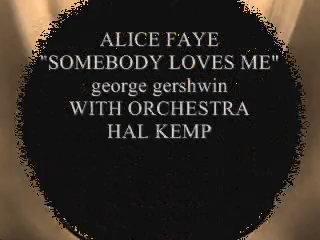 ALICE FAYE
"SOMEBODY LOVES ME"
george gershwin
WITH ORCHESTRA
HAL KEMP